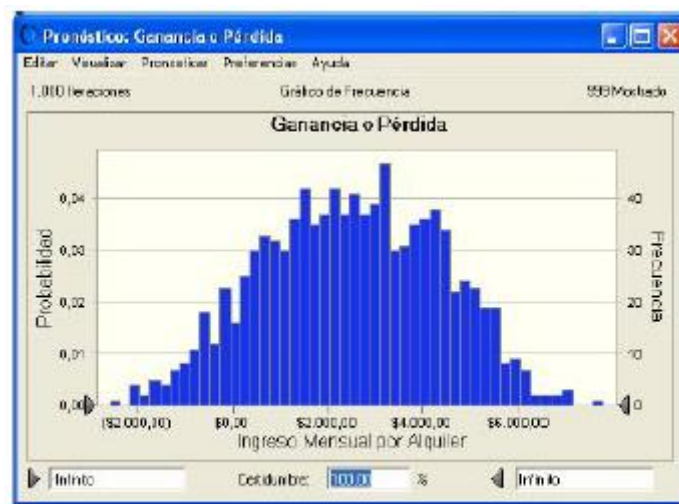 Pronóstico: Ganancia o Pérdida
Editar Visualizar Pronosticar Preferencias Ayuda
1.000 Iteraciones Gráfico de Frecuencia 999 Mostrado
Ganancia o Pérdida
Probabilidad
0,04
0,03
0,02
0,01
0,00
Frecuencia
40
30
20
10
0
($2.000,00) $0,00 $2.000,00 $4.000,00 $6.000,00
Ingreso Mensual por Alquiler
Infinito Certidumbre: 100,00 % Infinito